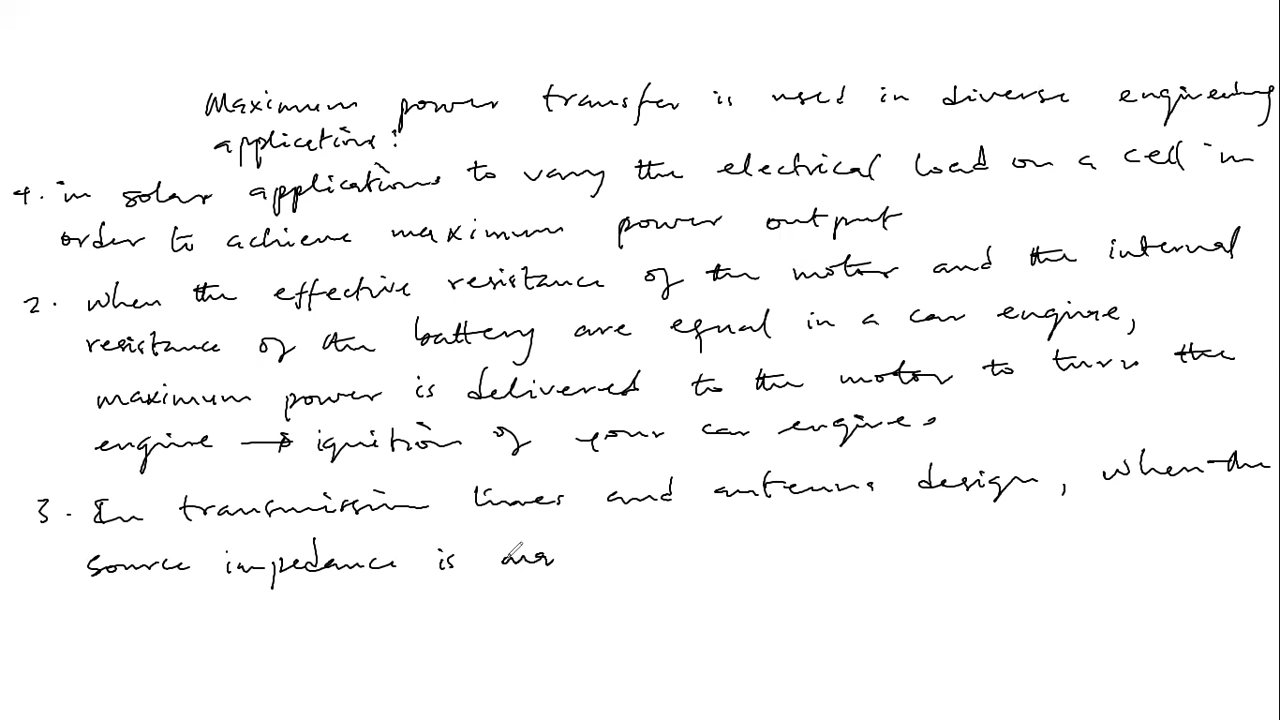 Maximum power transfer is used in diverse engineering
applications:
1. in solar applications to vary the electrical load on a cell in
order to achieve maximum power output
2. when the effective resistance of the motor and the internal
resistance of the battery are equal in a car engine,
maximum power is delivered to the motor to turn the
engine → ignition of your car engine.
3. In transmission lines and antenna design, when the
source impedance is